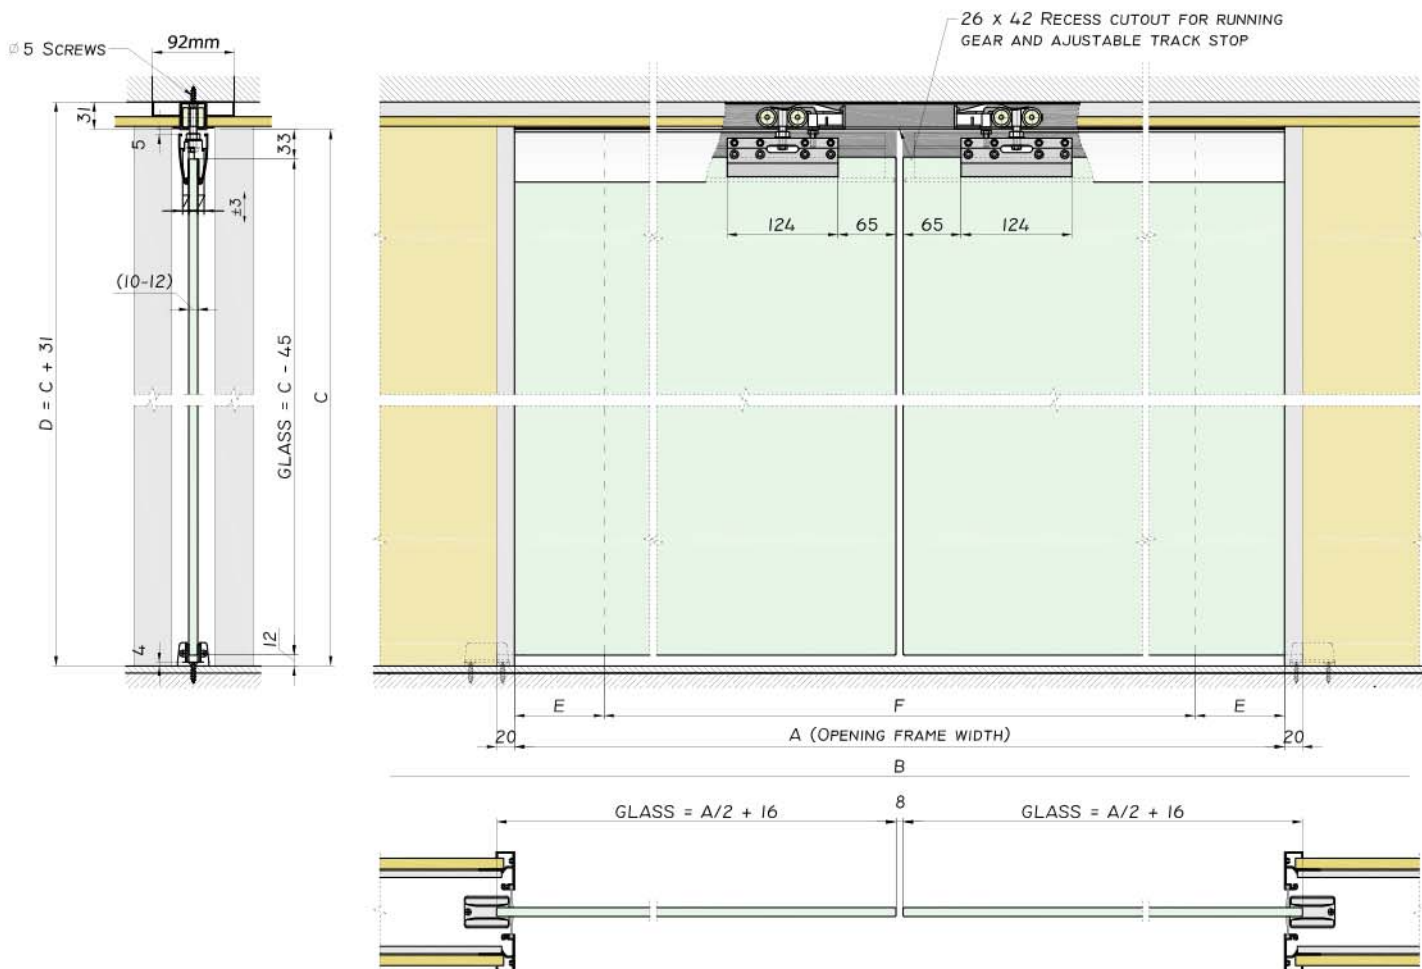 26 x 42 RECESS CUTOUT FOR RUNNING
GEAR AND AJUSTABLE TRACK STOP
92mm
Ø 5 SCREWS
31
5
33
±3
124
65
65
124
(10-12)
D = C + 31
GLASS = C - 45
C
4
12
E
F
E
20
A (OPENING FRAME WIDTH)
20
B
GLASS = A/2 + 16
8
GLASS = A/2 + 16